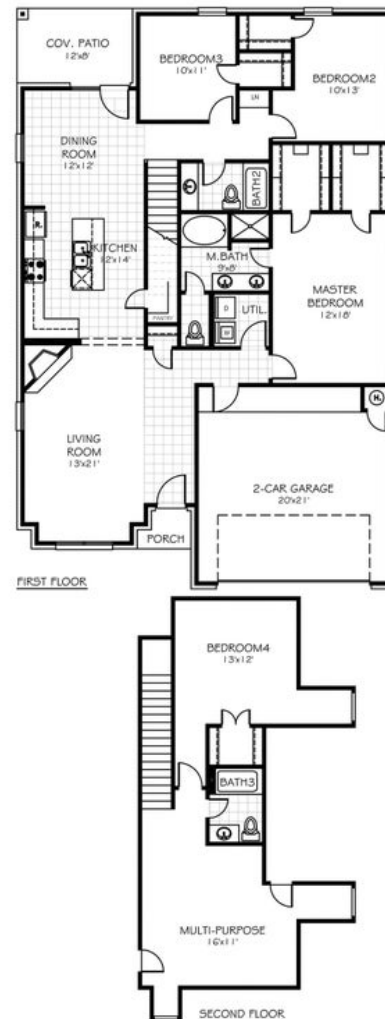 COV. PATIO
12'x8'
BEDROOM3
10'x11'
BEDROOM2
10'x13'
LN
DINING
ROOM
12'x12'
BATH2
KITCHEN
12'x14'
M.BATH
9'x8'
MASTER
BEDROOM
12'x18'
D
UTIL.
W
PANTRY
H.
LIVING
ROOM
13'x21'
2-CAR GARAGE
20'x21'
PORCH
FIRST FLOOR
BEDROOM4
13'x12'
BATH3
MULTI-PURPOSE
16'x11'
SECOND FLOOR